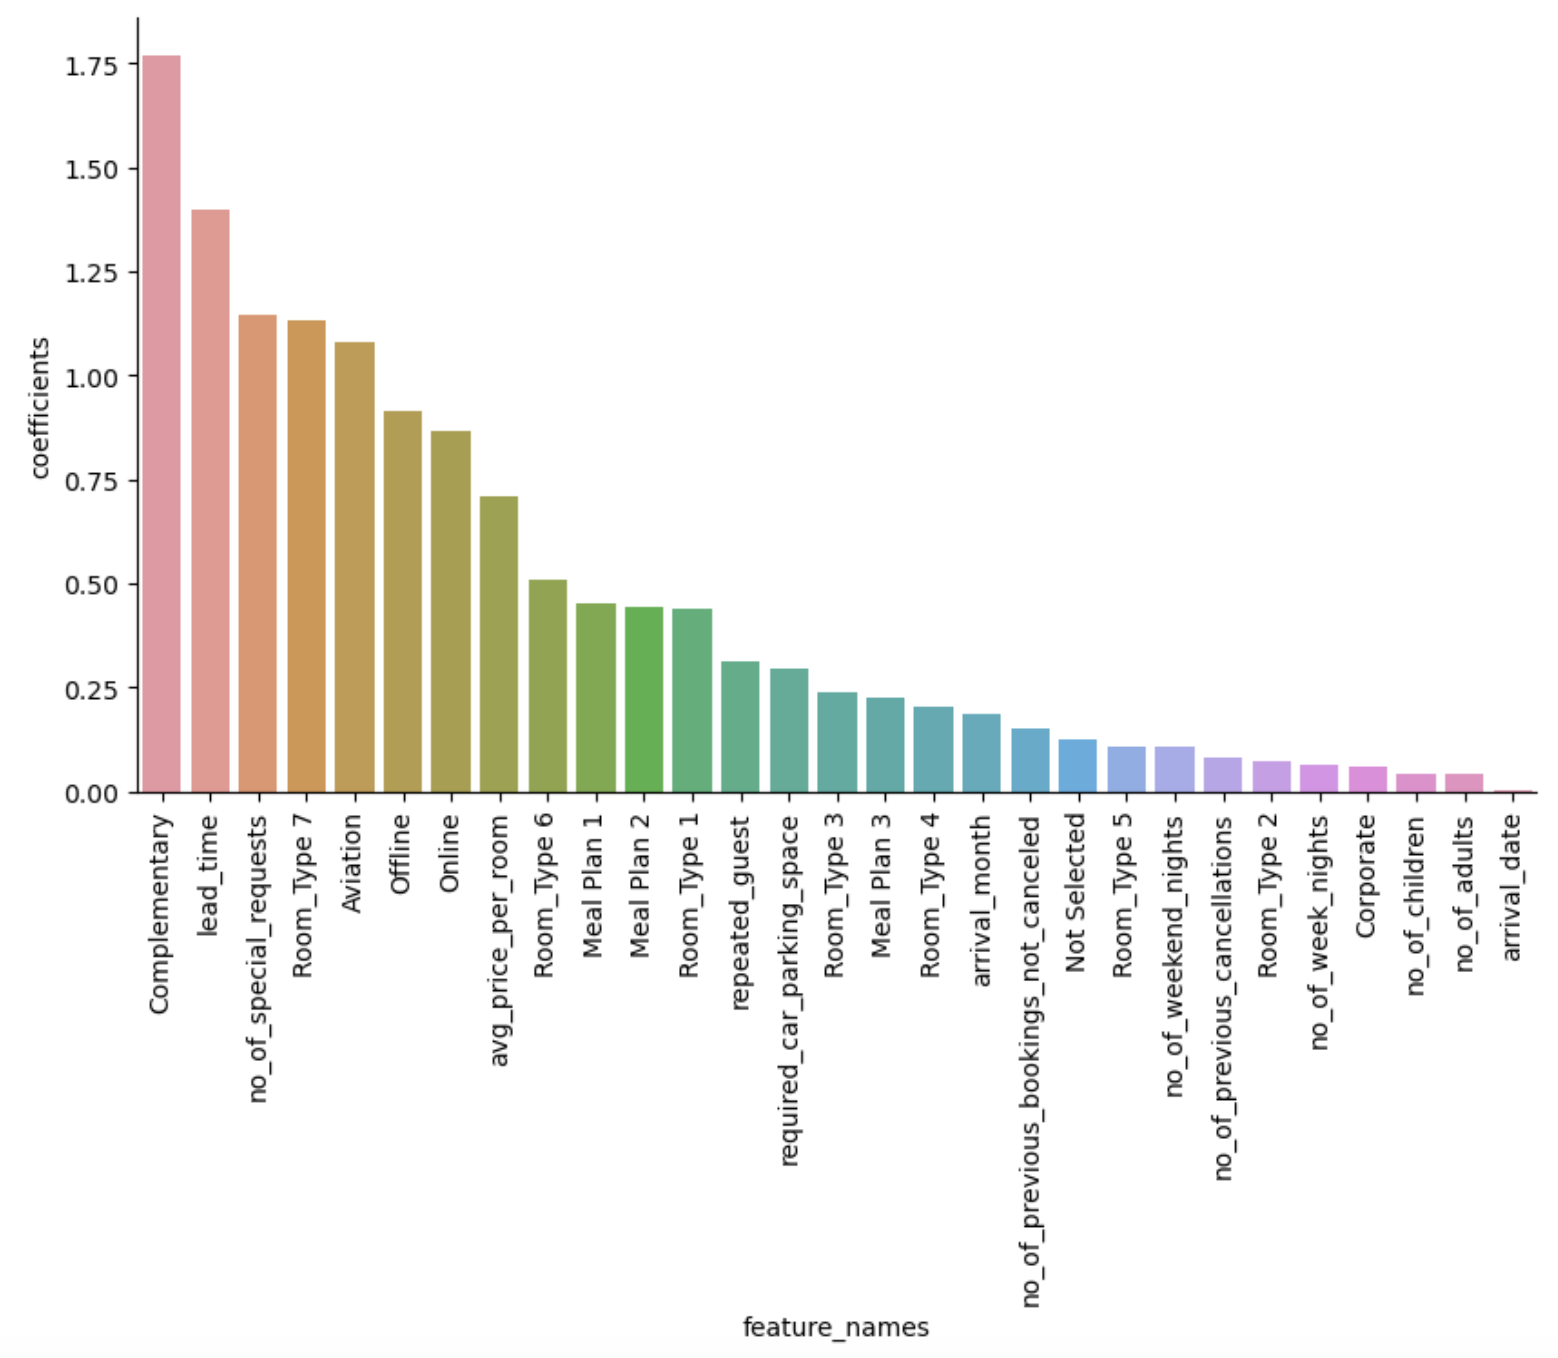 1.75
1.50
1.25
1.00
0.75
0.50
0.25
0.00
coefficients
Complementary
lead_time
no_of_special_requests
Room_Type 7
Aviation
Offline
Online
avg_price_per_room
Room_Type 6
Meal Plan 1
Meal Plan 2
Room_Type 1
repeated_guest
required_car_parking_space
Room_Type 3
Meal Plan 3
Room_Type 4
arrival_month
no_of_previous_bookings_not_canceled
Not Selected
Room_Type 5
no_of_weekend_nights
no_of_previous_cancellations
Room_Type 2
no_of_week_nights
Corporate
no_of_children
no_of_adults
arrival_date
feature_names